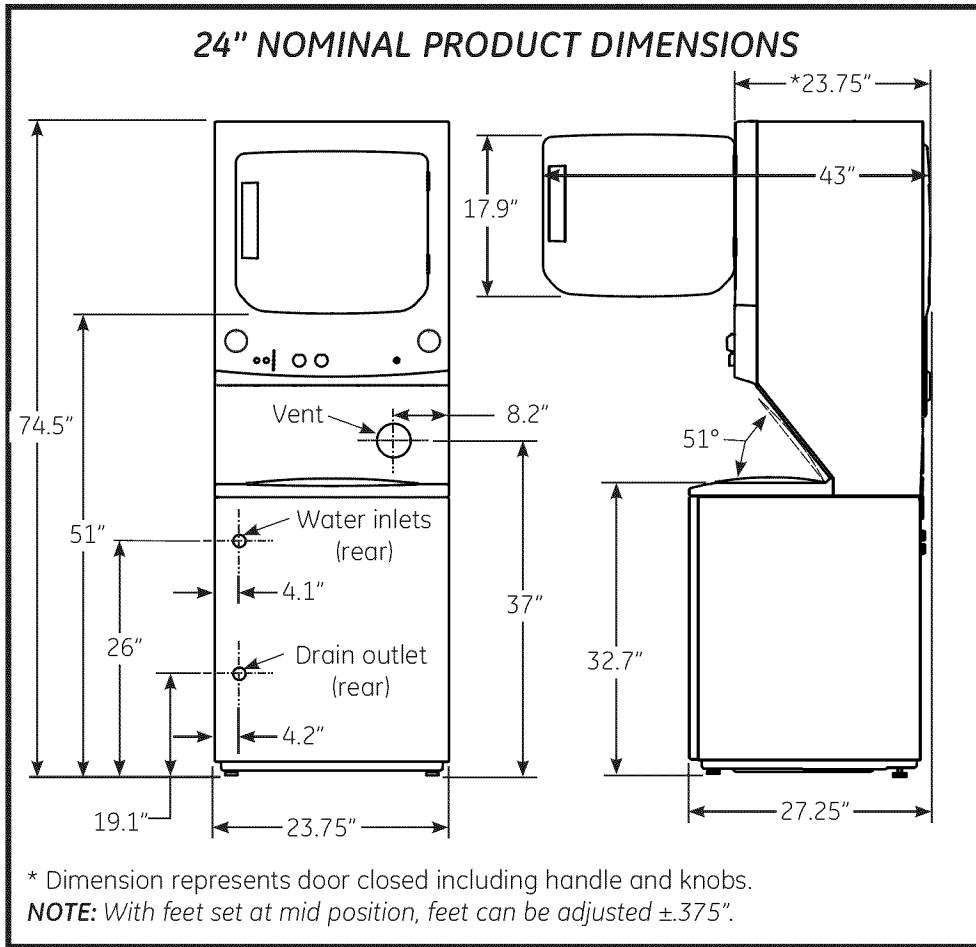 24" NOMINAL PRODUCT DIMENSIONS
*23.75"
43"
17.9"
74.5"
Vent
8.2"
51°
51"
Water inlets
(rear)
4.1"
37"
26"
32.7"
Drain outlet
(rear)
4.2"
19.1"
23.75"
27.25"
* Dimension represents door closed including handle and knobs.
NOTE: With feet set at mid position, feet can be adjusted ±.375".